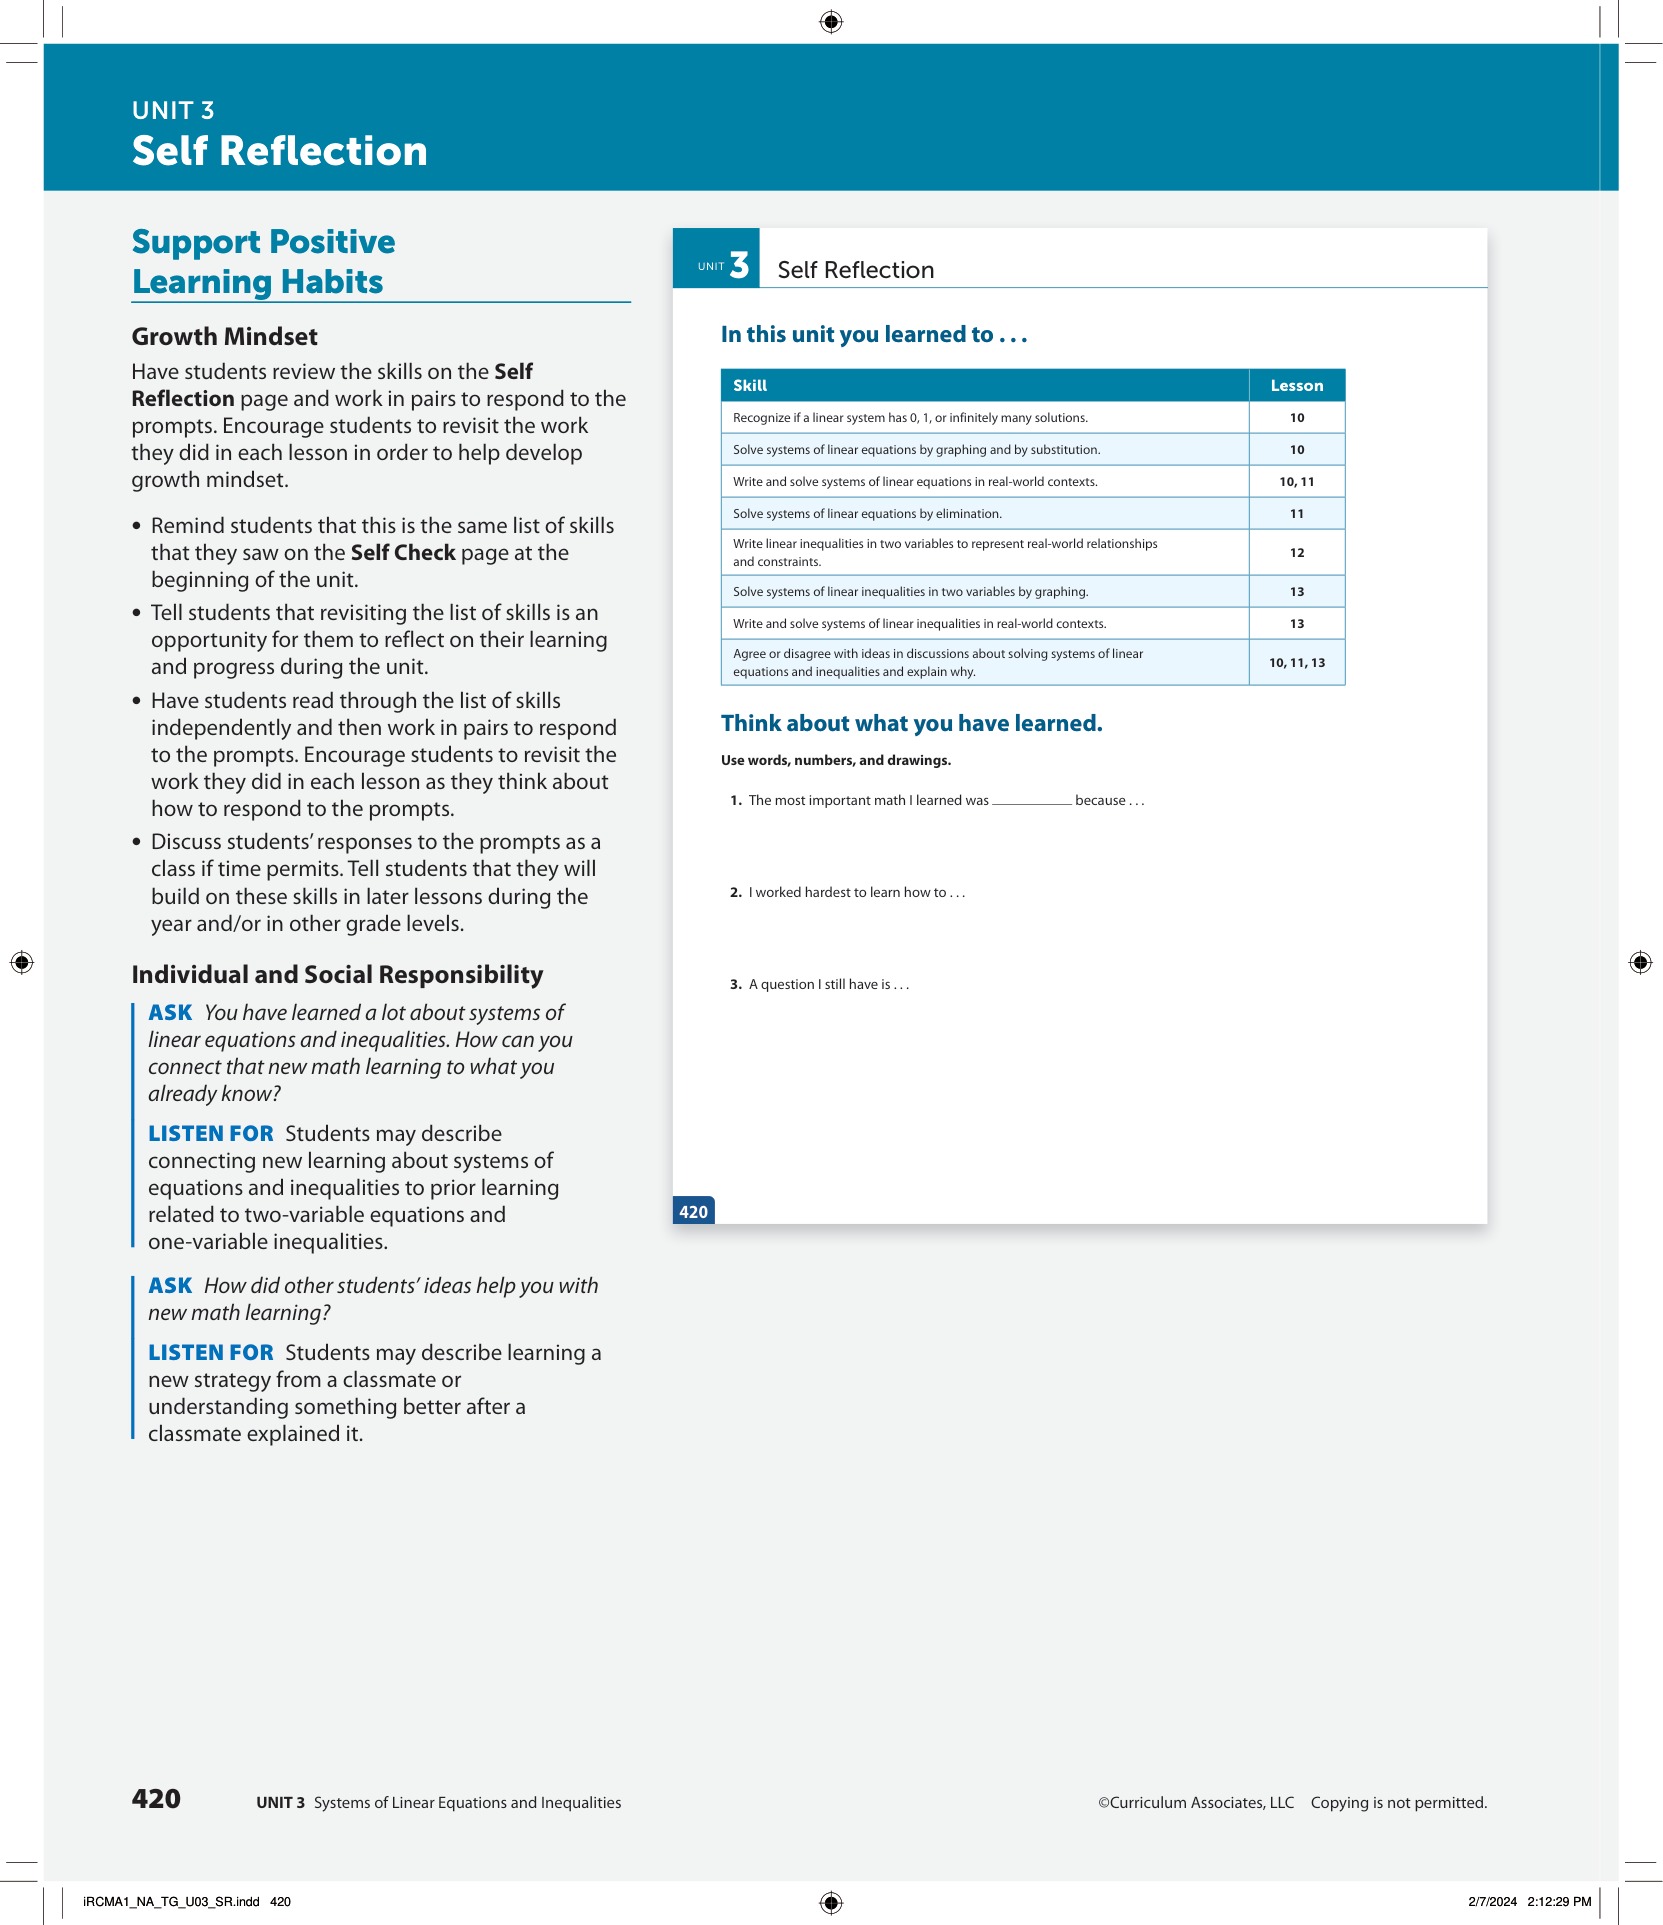 UNIT 3
Self Reflection
Support Positive
Learning Habits
Growth Mindset
Have students review the skills on the Self
Reflection page and work in pairs to respond to the
prompts. Encourage students to revisit the work
they did in each lesson in order to help develop
growth mindset.
• Remind students that this is the same list of skills
that they saw on the Self Check page at the
beginning of the unit.
• Tell students that revisiting the list of skills is an
opportunity for them to reflect on their learning
and progress during the unit.
• Have students read through the list of skills
independently and then work in pairs to respond
to the prompts. Encourage students to revisit the
work they did in each lesson as they think about
how to respond to the prompts.
• Discuss students’ responses to the prompts as a
class if time permits. Tell students that they will
build on these skills in later lessons during the
year and/or in other grade levels.
Individual and Social Responsibility
ASK You have learned a lot about systems of
linear equations and inequalities. How can you
connect that new math learning to what you
already know?
LISTEN FOR Students may describe
connecting new learning about systems of
equations and inequalities to prior learning
related to two-variable equations and
one-variable inequalities.
ASK How did other students’ ideas help you with
new math learning?
LISTEN FOR Students may describe learning a
new strategy from a classmate or
understanding something better after a
classmate explained it.
UNIT 3 Self Reflection
In this unit you learned to . . .
Skill Lesson
Recognize if a linear system has 0, 1, or infinitely many solutions. 10
Solve systems of linear equations by graphing and by substitution. 10
Write and solve systems of linear equations in real-world contexts. 10, 11
Solve systems of linear equations by elimination. 11
Write linear inequalities in two variables to represent real-world relationships
and constraints. 12
Solve systems of linear inequalities in two variables by graphing. 13
Write and solve systems of linear inequalities in real-world contexts. 13
Agree or disagree with ideas in discussions about solving systems of linear
equations and inequalities and explain why. 10, 11, 13
Think about what you have learned.
Use words, numbers, and drawings.
1. The most important math I learned was ____________ because . . .
2. I worked hardest to learn how to . . .
3. A question I still have is . . .
420
420 UNIT 3 Systems of Linear Equations and Inequalities ©Curriculum Associates, LLC Copying is not permitted.
iRCMA1_NA_TG_U03_SR.indd 420 2/7/2024 2:12:29 PM